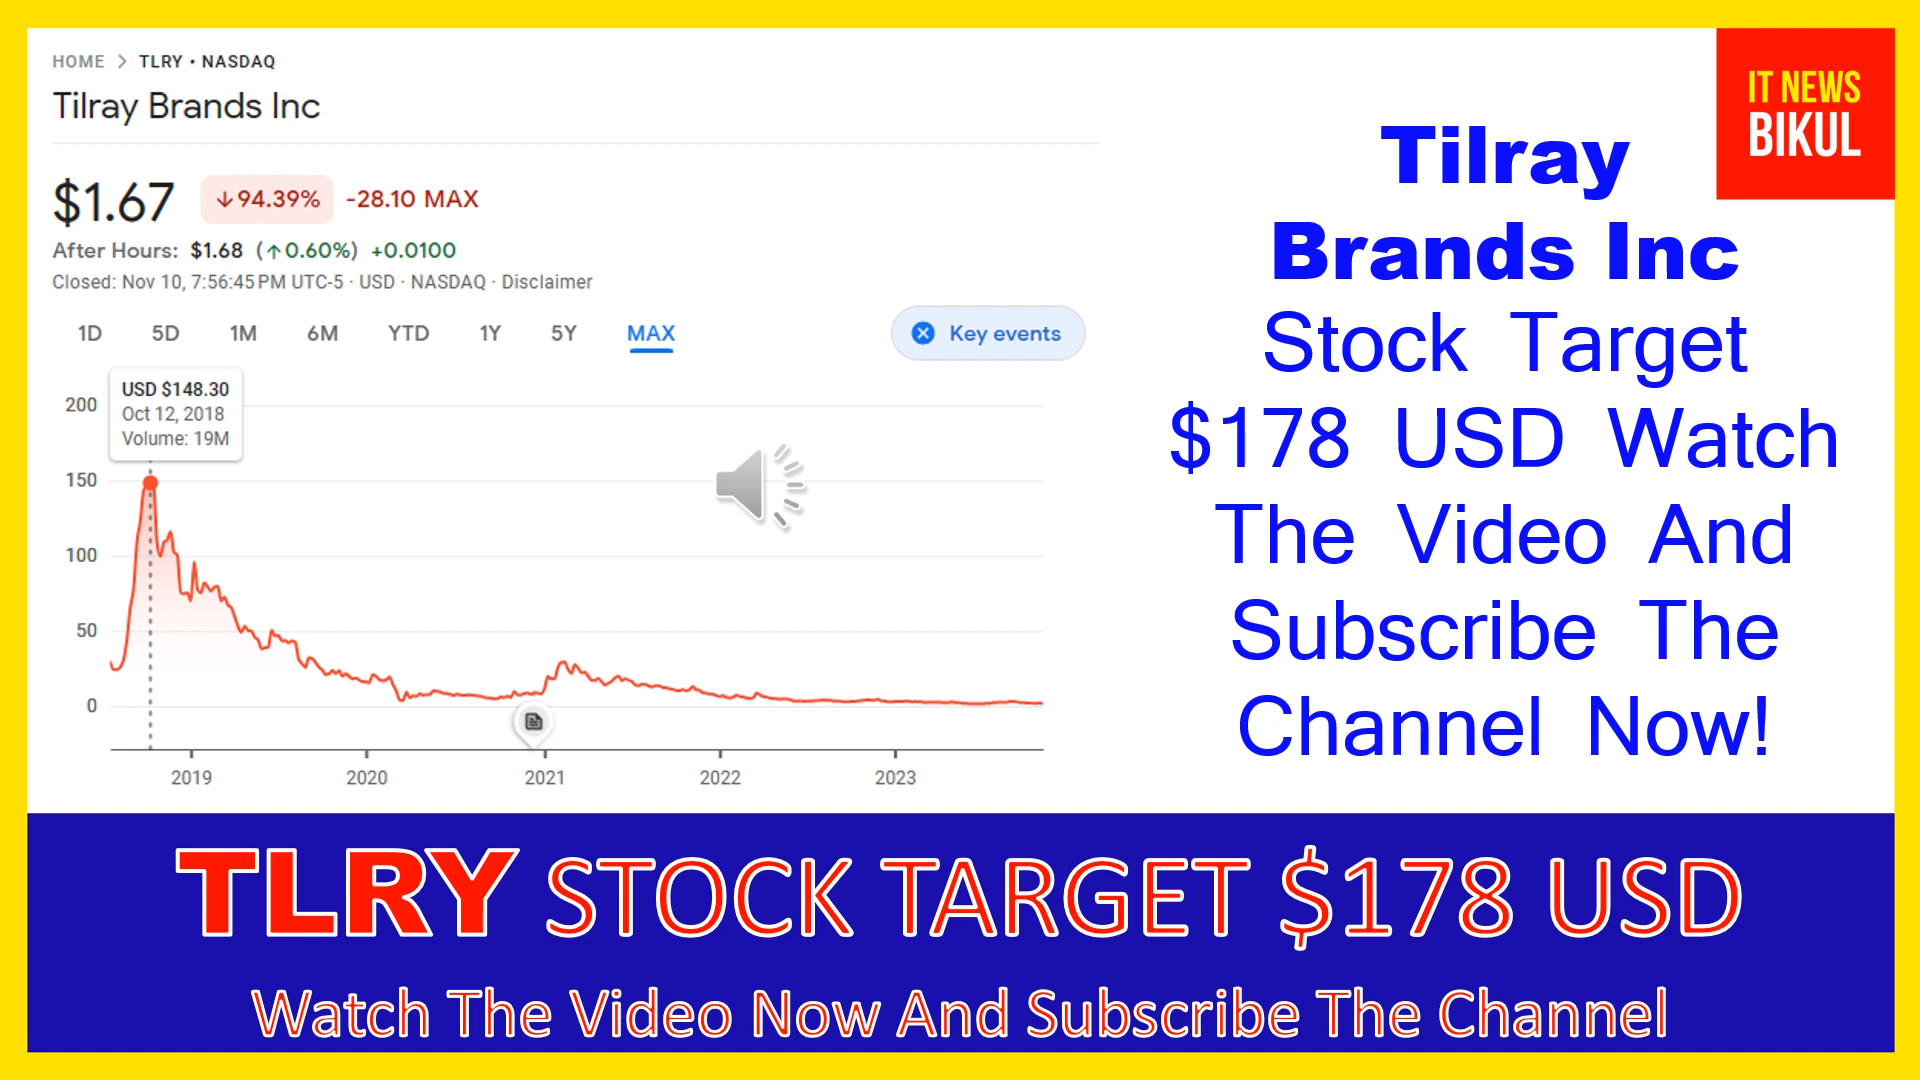 HOME > TLRY • NASDAQ
Tilray Brands Inc
$1.67 ↓94.39% -28.10 MAX
After Hours: $1.68 (↑0.60%) +0.0100
Closed: Nov 10, 7:56:45 PM UTC-5 · USD · NASDAQ · Disclaimer
1D 5D 1M 6M YTD 1Y 5Y MAX Key events
USD $148.30
Oct 12, 2018
Volume: 19M
200
150
100
50
0
2019 2020 2021 2022 2023
IT NEWS
BIKUL
Tilray
Brands Inc
Stock Target
$178 USD Watch
The Video And
Subscribe The
Channel Now!
TLRY STOCK TARGET $178 USD
Watch The Video Now And Subscribe The Channel